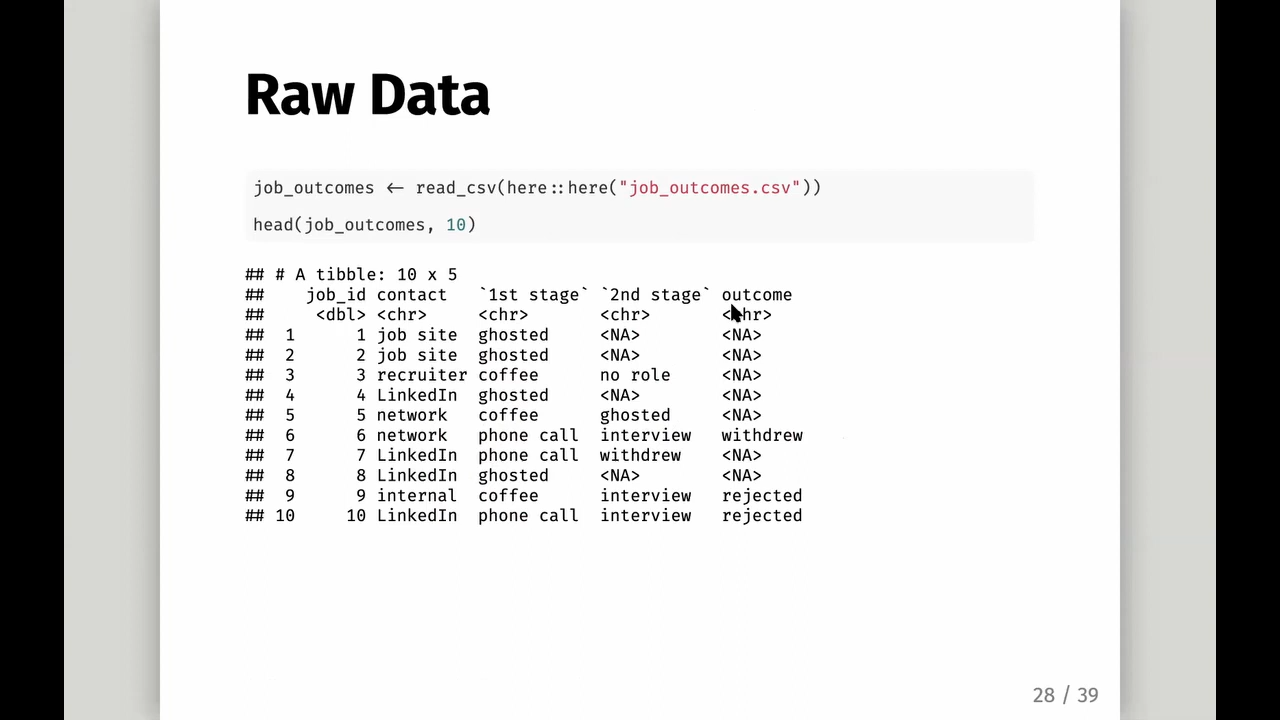 Raw Data
job_outcomes ← read_csv(here::here("job_outcomes.csv"))
head(job_outcomes, 10)
## # A tibble: 10 x 5
##    job_id contact   `1st stage` `2nd stage` outcome
##     <dbl> <chr>     <chr>       <chr>       <chr>
##  1      1 job site  ghosted     <NA>        <NA>
##  2      2 job site  ghosted     <NA>        <NA>
##  3      3 recruiter coffee      no role     <NA>
##  4      4 LinkedIn  ghosted     <NA>        <NA>
##  5      5 network   coffee      ghosted     <NA>
##  6      6 network   phone call  interview   withdrew
##  7      7 LinkedIn  phone call  withdrew    <NA>
##  8      8 LinkedIn  ghosted     <NA>        <NA>
##  9      9 internal  coffee      interview   rejected
## 10     10 LinkedIn  phone call  interview   rejected
28 / 39